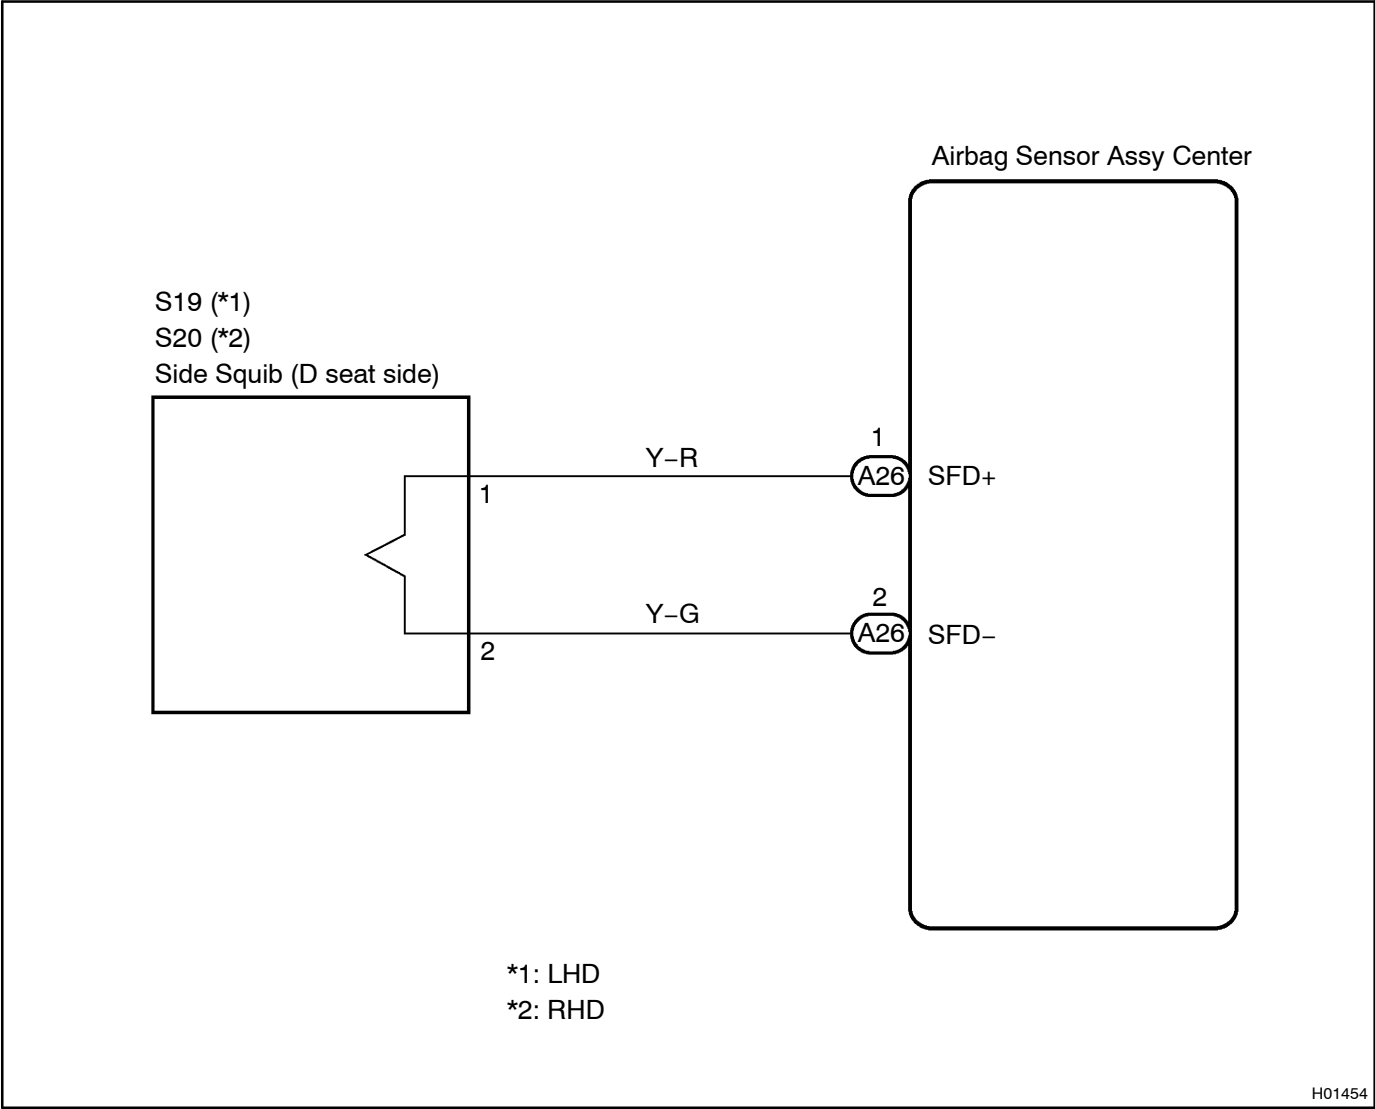 Airbag Sensor Assy Center
S19 (*1)
S20 (*2)
Side Squib (D seat side)
1
Y−R
1
A26
SFD+
2
Y−G
2
A26
SFD−
*1: LHD
*2: RHD
H01454